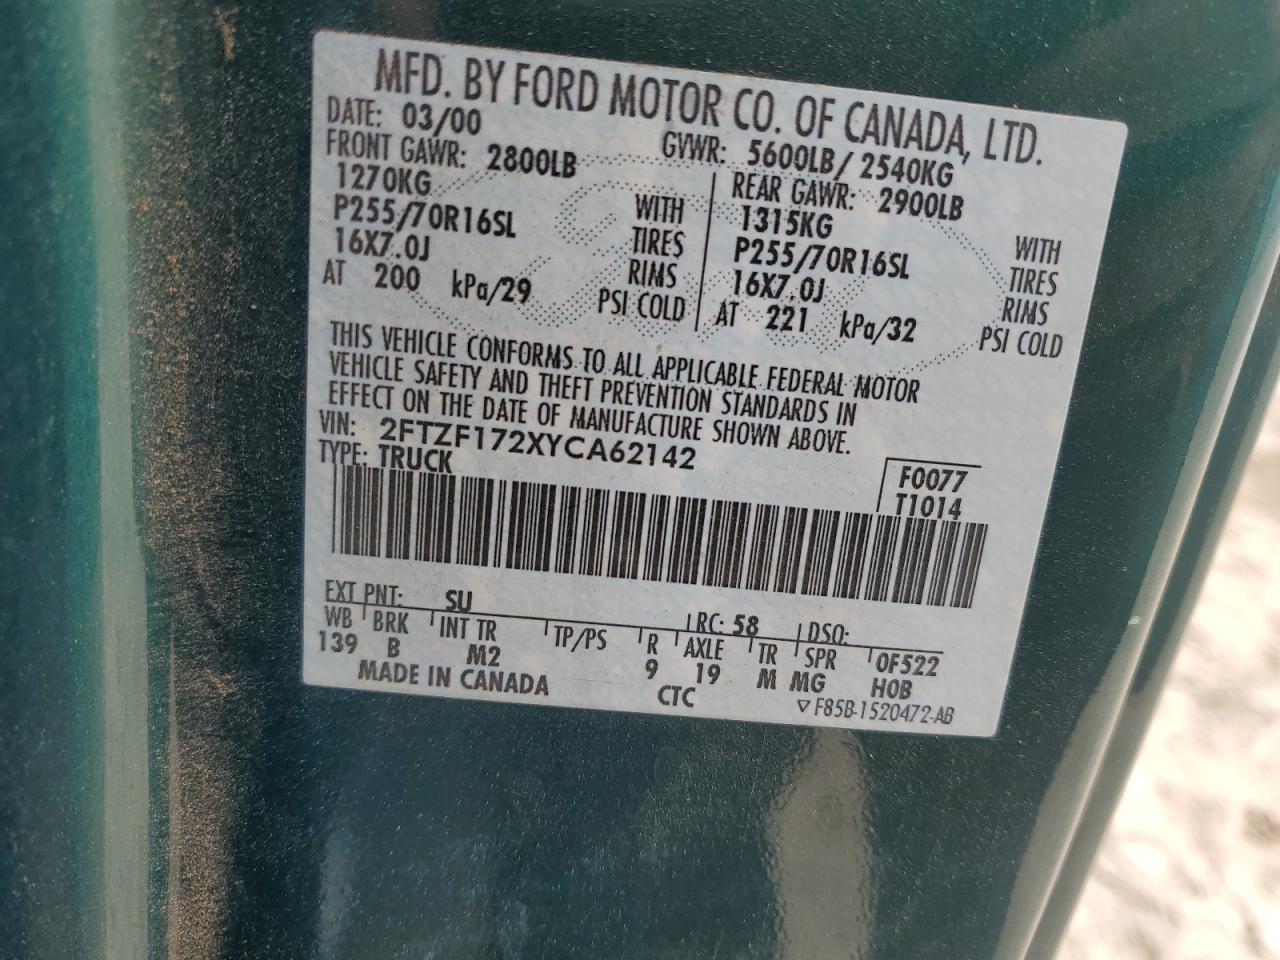 MFD. BY FORD MOTOR CO. OF CANADA, LTD.
DATE: 03/00 GVWR: 5600LB/ 2540KG
FRONT GAWR: 2800LB REAR GAWR: 2900LB
1270KG WITH 1315KG WITH
P255/70R16SL TIRES P255/70R16SL TIRES
16X7.0J RIMS 16X7.0J RIMS
AT 200 kPa/29 PSI COLD AT 221 kPa/32 PSI COLD
THIS VEHICLE CONFORMS TO ALL APPLICABLE FEDERAL MOTOR
VEHICLE SAFETY AND THEFT PREVENTION STANDARDS IN
EFFECT ON THE DATE OF MANUFACTURE SHOWN ABOVE.
VIN: 2FTZF172XYCA62142
TYPE: TRUCK
F0077
T1014
EXT PNT: SU RC: 58 DSO:
WB BRK INT TR TP/PS R AXLE TR SPR 0F522
139 B M2 9 19 M MG H0B
MADE IN CANADA CTC
▽ F85B-1520472-AB